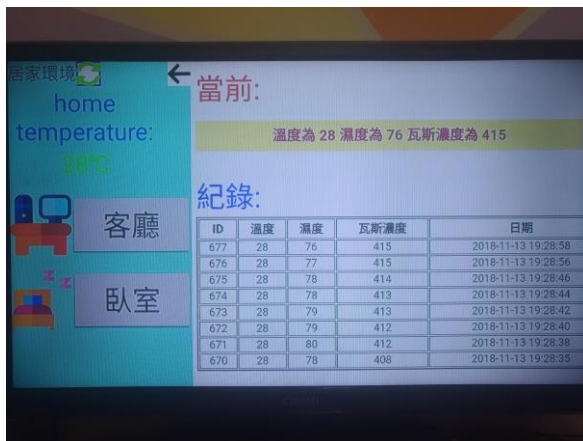 居家環境
home
temperature:
28°C
客廳
z z
臥室
當前:
溫度為 28 濕度為 76 瓦斯濃度為 415
紀錄:
ID 溫度 濕度 瓦斯濃度 日期
677 28 76 415 2018-11-13 19:28:58
676 28 77 415 2018-11-13 19:28:56
675 28 78 414 2018-11-13 19:28:46
674 28 78 413 2018-11-13 19:28:44
673 28 79 413 2018-11-13 19:28:42
672 28 79 412 2018-11-13 19:28:40
671 28 80 412 2018-11-13 19:28:38
670 28 78 408 2018-11-13 19:28:35